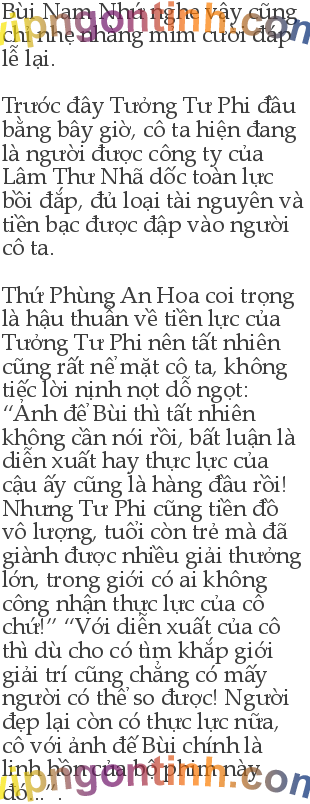 Bùi Nam Nhứ nghe vậy cũng
chỉ nhẹ nhàng mỉm cười đáp
lễ lại.
Trước đây Tưởng Tư Phi đâu
bằng bây giờ, cô ta hiện đang
là người được công ty của
Lâm Thư Nhã dốc toàn lực
bồi đắp, đủ loại tài nguyên và
tiền bạc được đập vào người
cô ta.
Thứ Phùng An Hoa coi trọng
là hậu thuẫn về tiền lực của
Tưởng Tư Phi nên tất nhiên
cũng rất nể mặt cô ta, không
tiếc lời nịnh nọt dỗ ngọt:
“Ảnh đế Bùi thì tất nhiên
không cần nói rồi, bất luận là
diễn xuất hay thực lực của
cậu ấy cũng là hàng đầu rồi!
Nhưng Tư Phi cũng tiền đồ
vô lượng, tuổi còn trẻ mà đã
giành được nhiều giải thưởng
lớn, trong giới có ai không
công nhận thực lực của cô
chứ!” “Với diễn xuất của cô
thì dù cho có tìm khắp giới
giải trí cũng chẳng có mấy
người có thể so được! Người
đẹp lại còn có thực lực nữa,
cô với ảnh đế Bùi chính là
linh hồn của bộ phim này
đó...”.
vipngontinh.com
vipngontinh.com